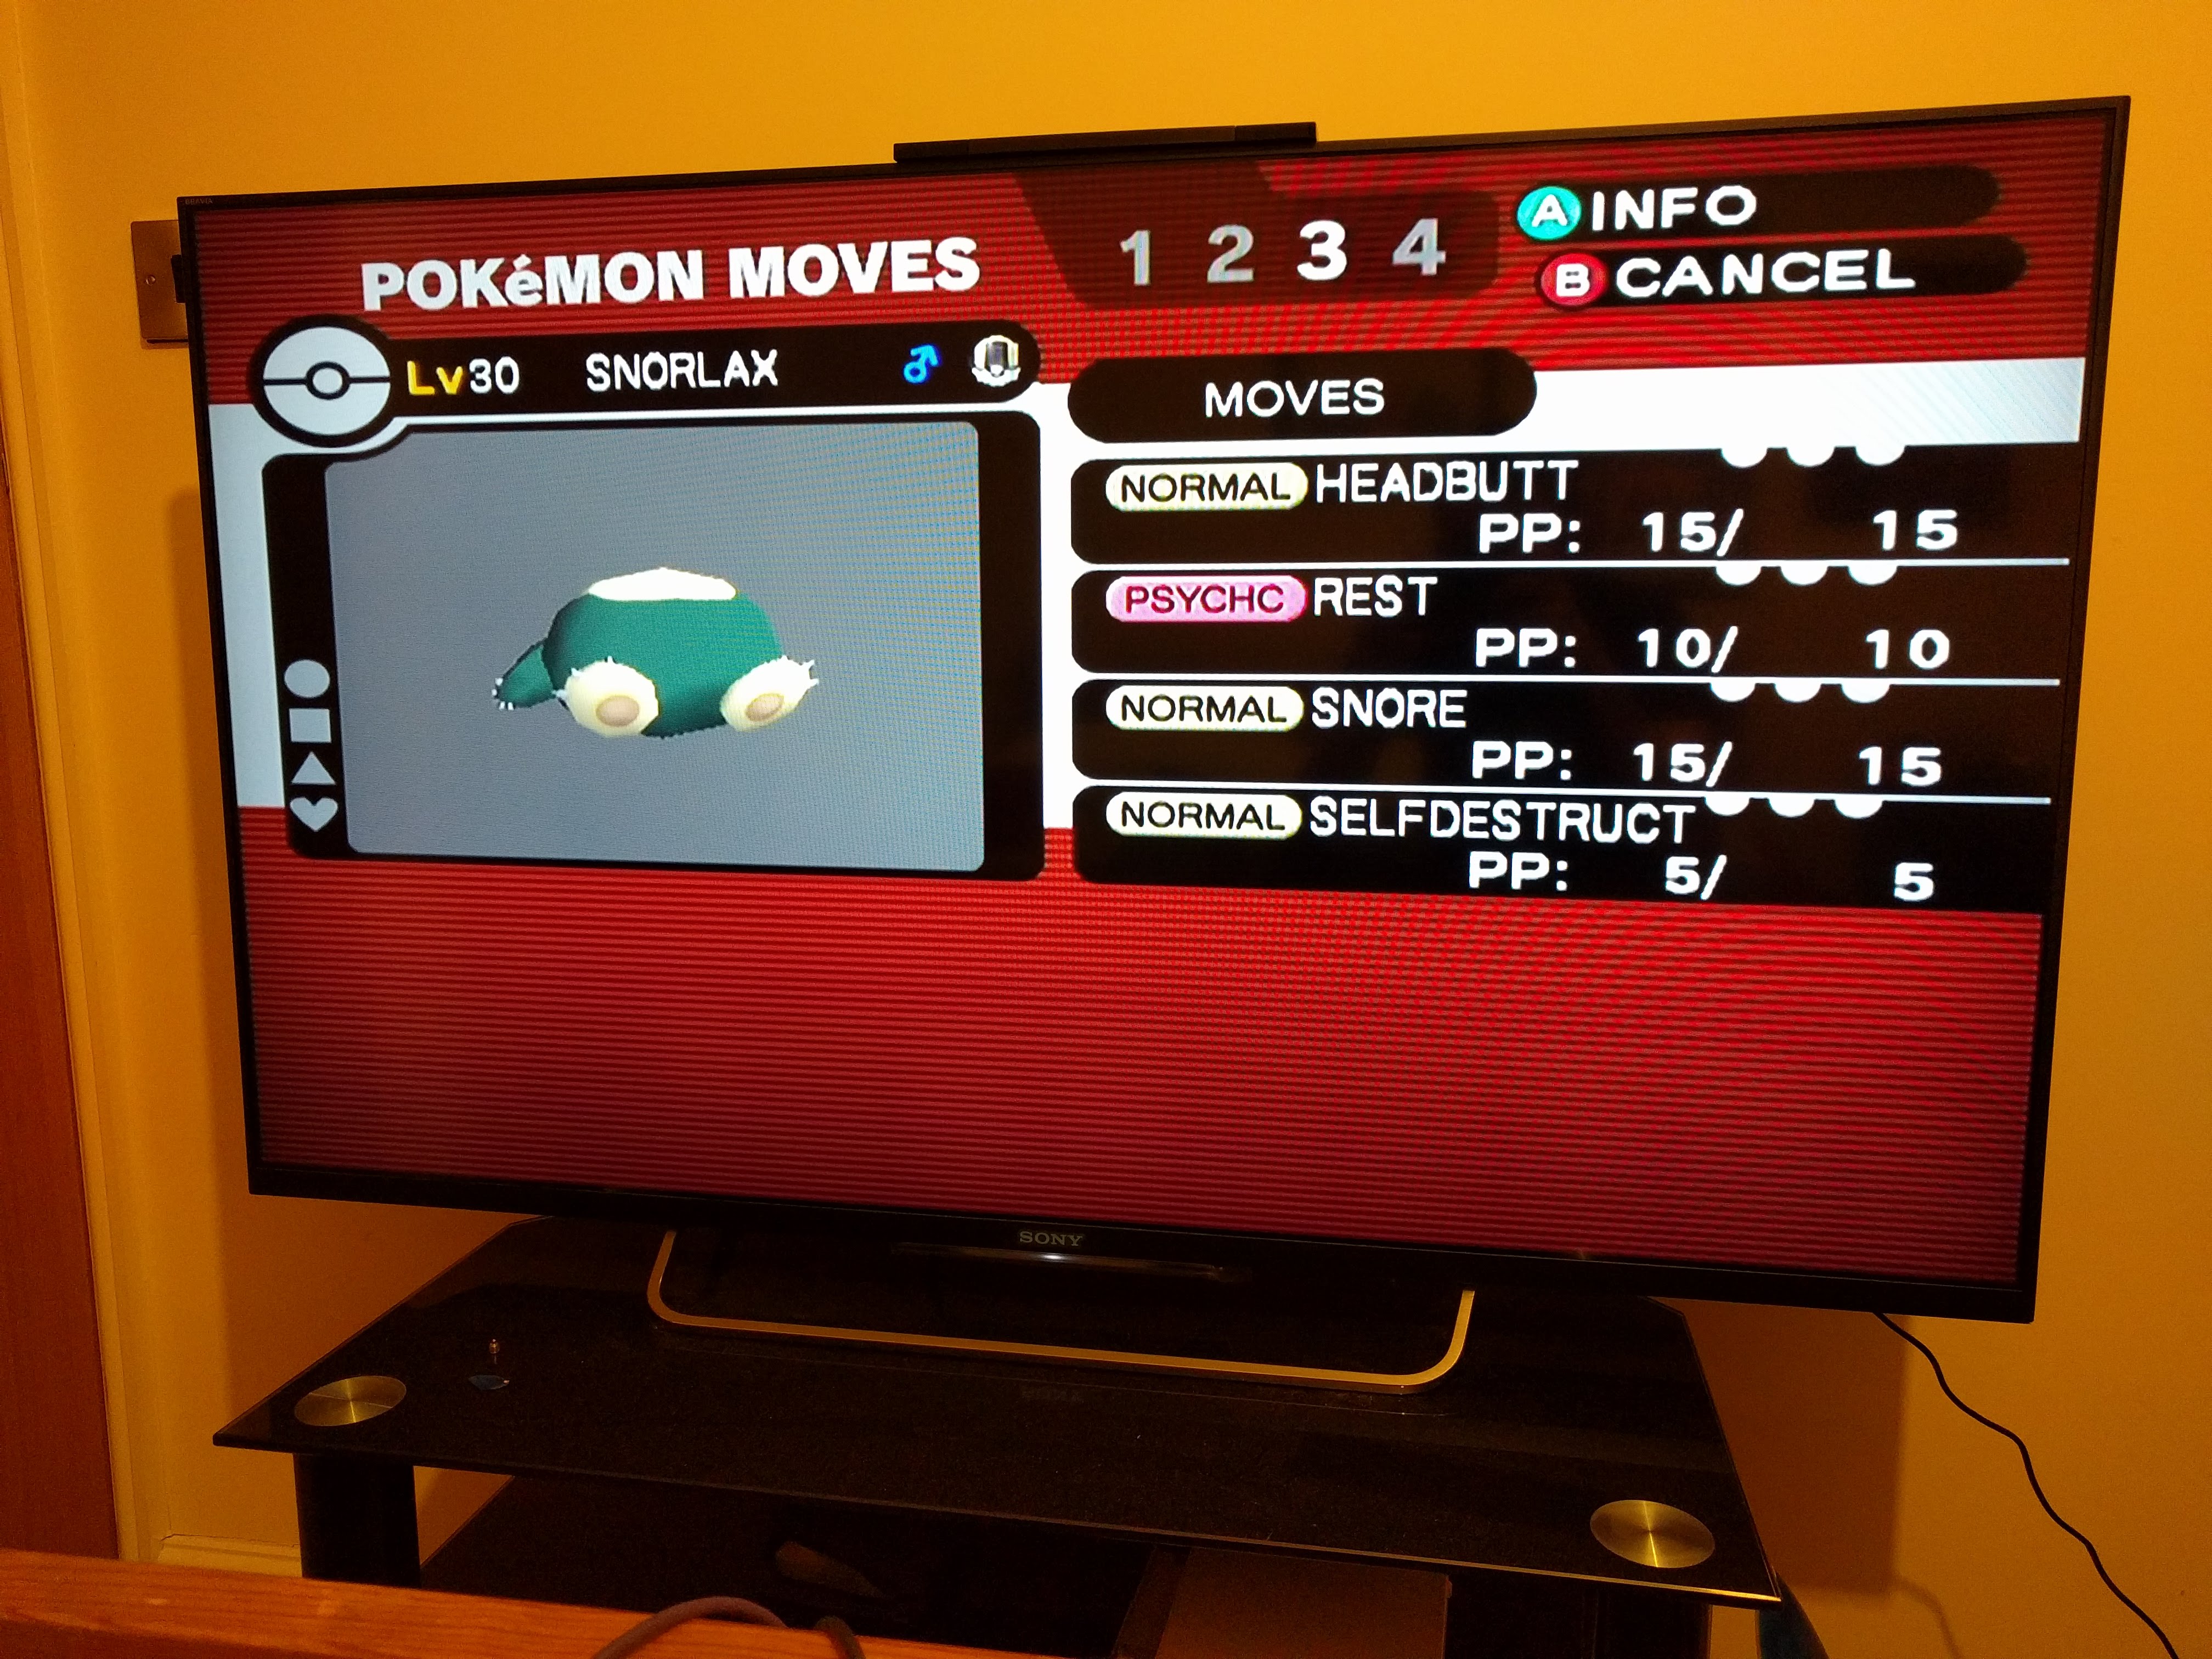 BRAVIA
POKéMON MOVES
1 2 3 4
A INFO
B CANCEL
Lv30 SNORLAX ♂
MOVES
NORMAL HEADBUTT
PP: 15/ 15
PSYCHC REST
PP: 10/ 10
NORMAL SNORE
PP: 15/ 15
NORMAL SELFDESTRUCT
PP: 5/ 5
SONY